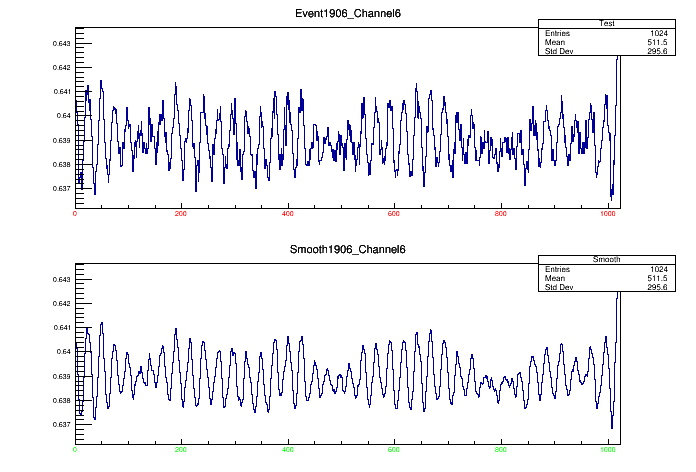 Event1906_Channel6
Test
Entries 1024
Mean 511.5
Std Dev 295.6
0.643
0.642
0.641
0.64
0.639
0.638
0.637
0 200 400 600 800 1000
Smooth1906_Channel6
Smooth
Entries 1024
Mean 511.5
Std Dev 295.6
0.643
0.642
0.641
0.64
0.639
0.638
0.637
0 200 400 600 800 1000